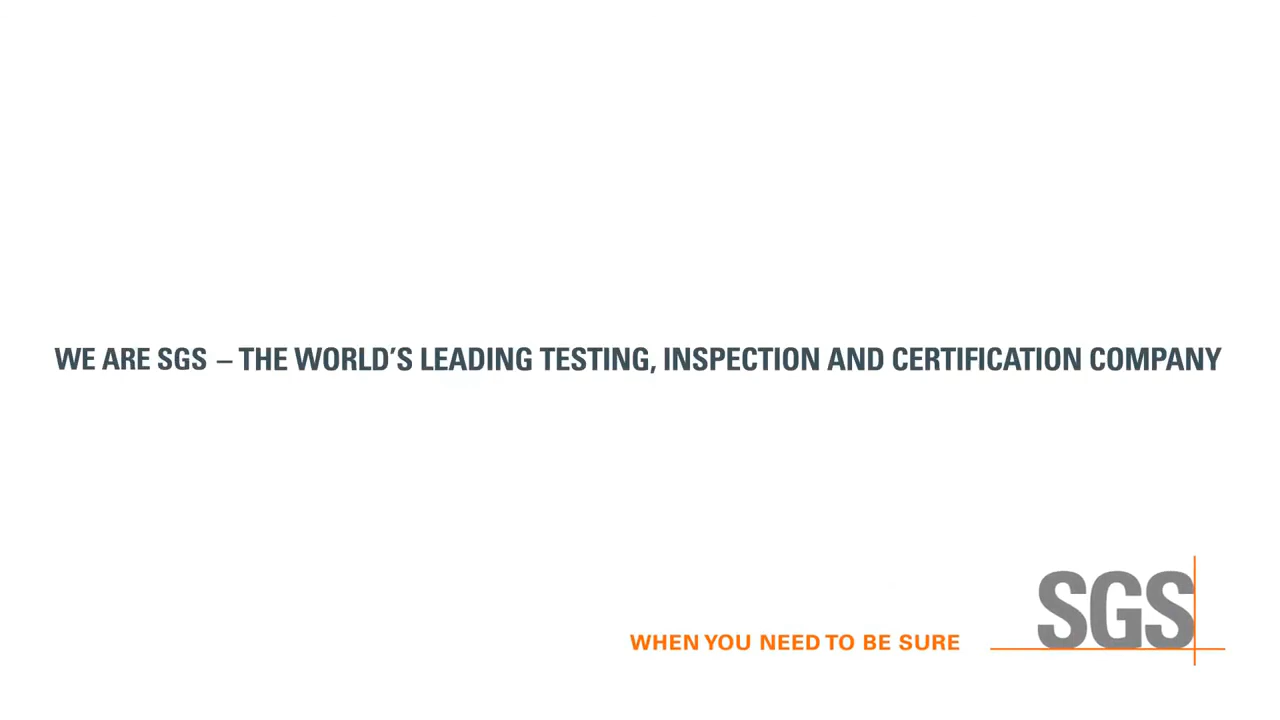 WE ARE SGS – THE WORLD’S LEADING TESTING, INSPECTION AND CERTIFICATION COMPANY
WHEN YOU NEED TO BE SURE
SGS